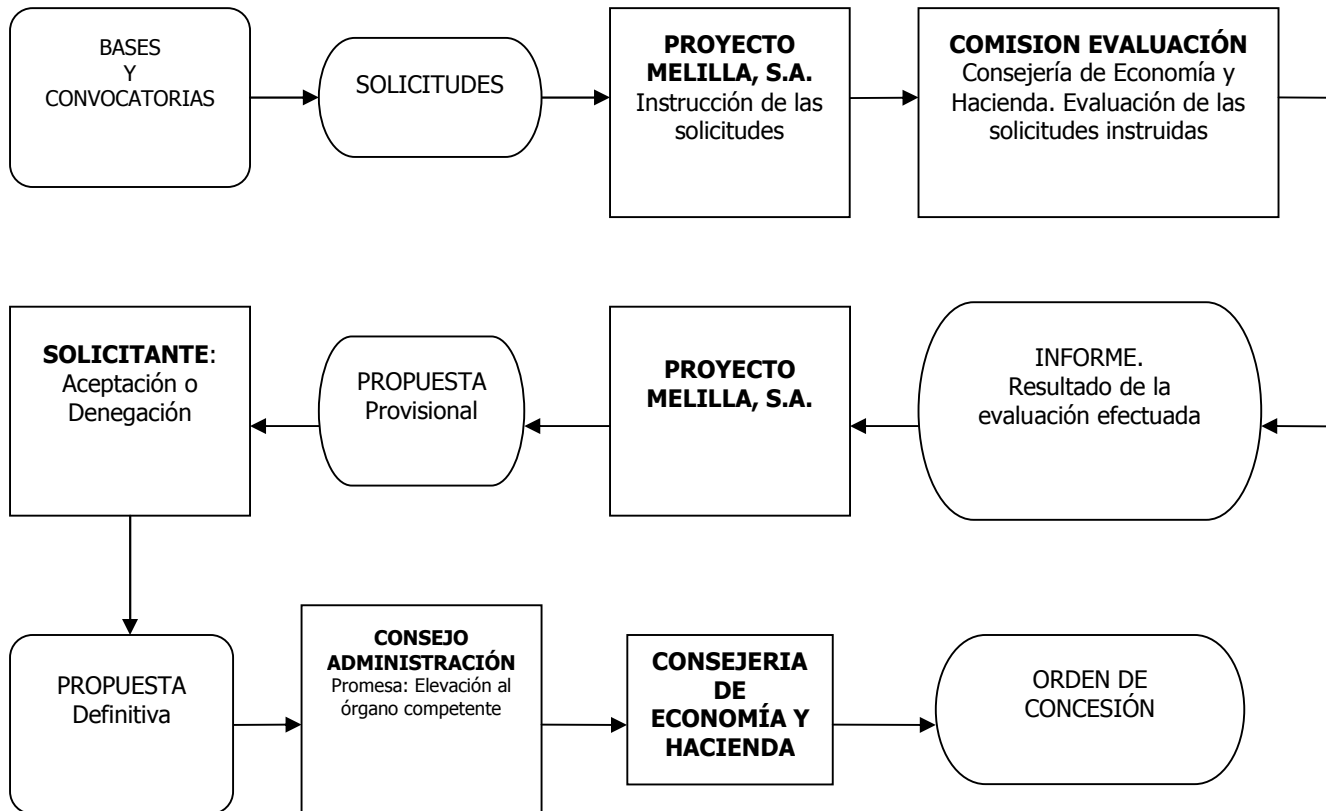 BASES
Y
CONVOCATORIAS
SOLICITUDES
PROYECTO
MELILLA, S.A.
Instrucción de las
solicitudes
COMISION EVALUACIÓN
Consejería de Economía y
Hacienda. Evaluación de las
solicitudes instruidas
SOLICITANTE:
Aceptación o
Denegación
PROPUESTA
Provisional
PROYECTO
MELILLA, S.A.
INFORME.
Resultado de la
evaluación efectuada
PROPUESTA
Definitiva
CONSEJO
ADMINISTRACIÓN
Promesa: Elevación al
órgano competente
CONSEJERIA
DE
ECONOMÍA Y
HACIENDA
ORDEN DE
CONCESIÓN